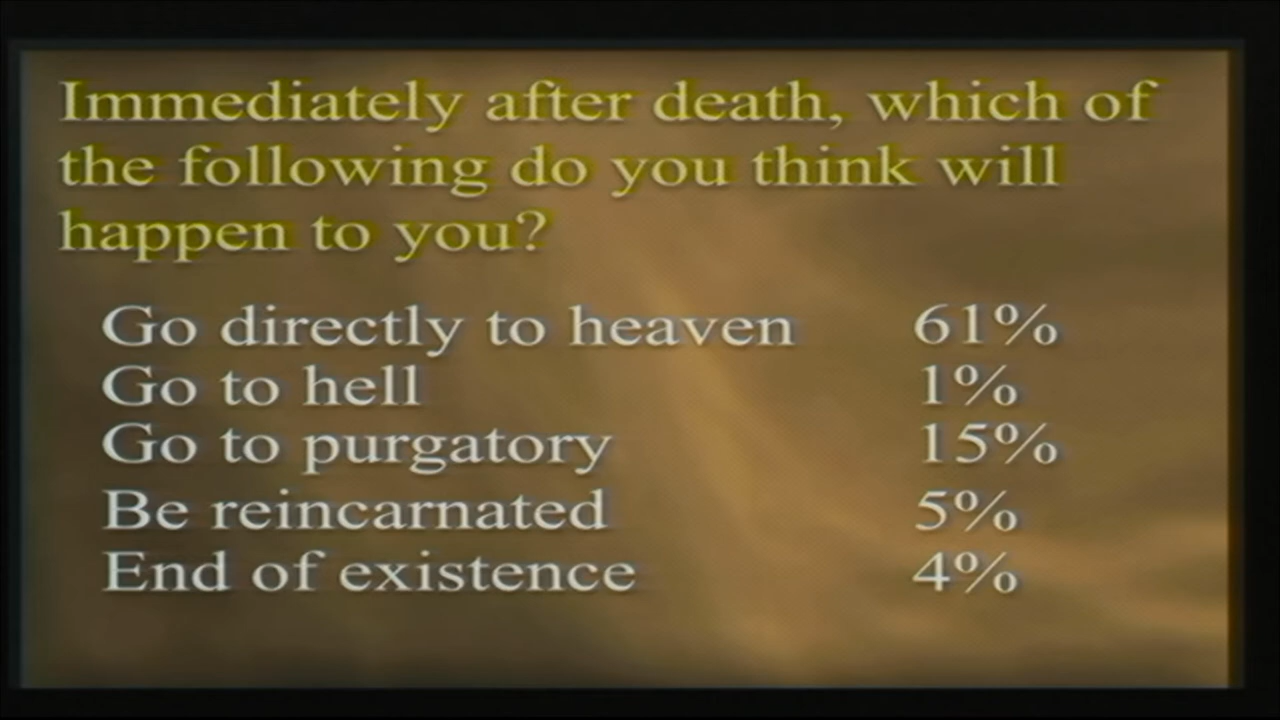 Immediately after death, which of
the following do you think will
happen to you?
Go directly to heaven 61%
Go to hell 1%
Go to purgatory 15%
Be reincarnated 5%
End of existence 4%